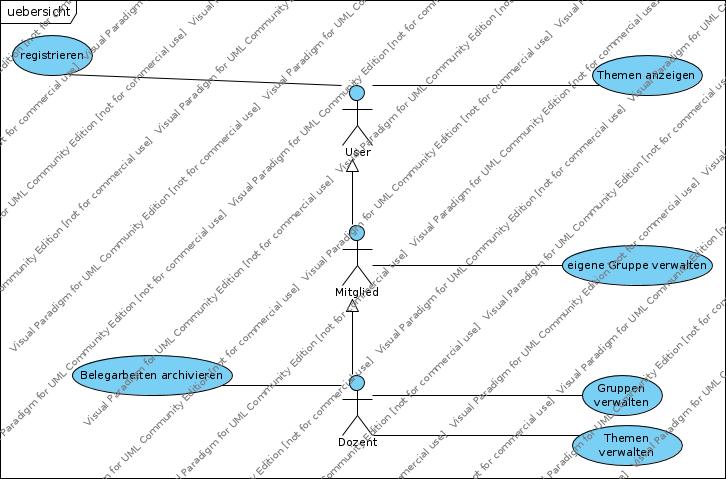 uebersicht
registrieren
Themen anzeigen
User
eigene Gruppe verwalten
Mitglied
Belegarbeiten archivieren
Gruppen
verwalten
Dozent
Themen
verwalten
Visual Paradigm for UML Community Edition [not for commercial use]